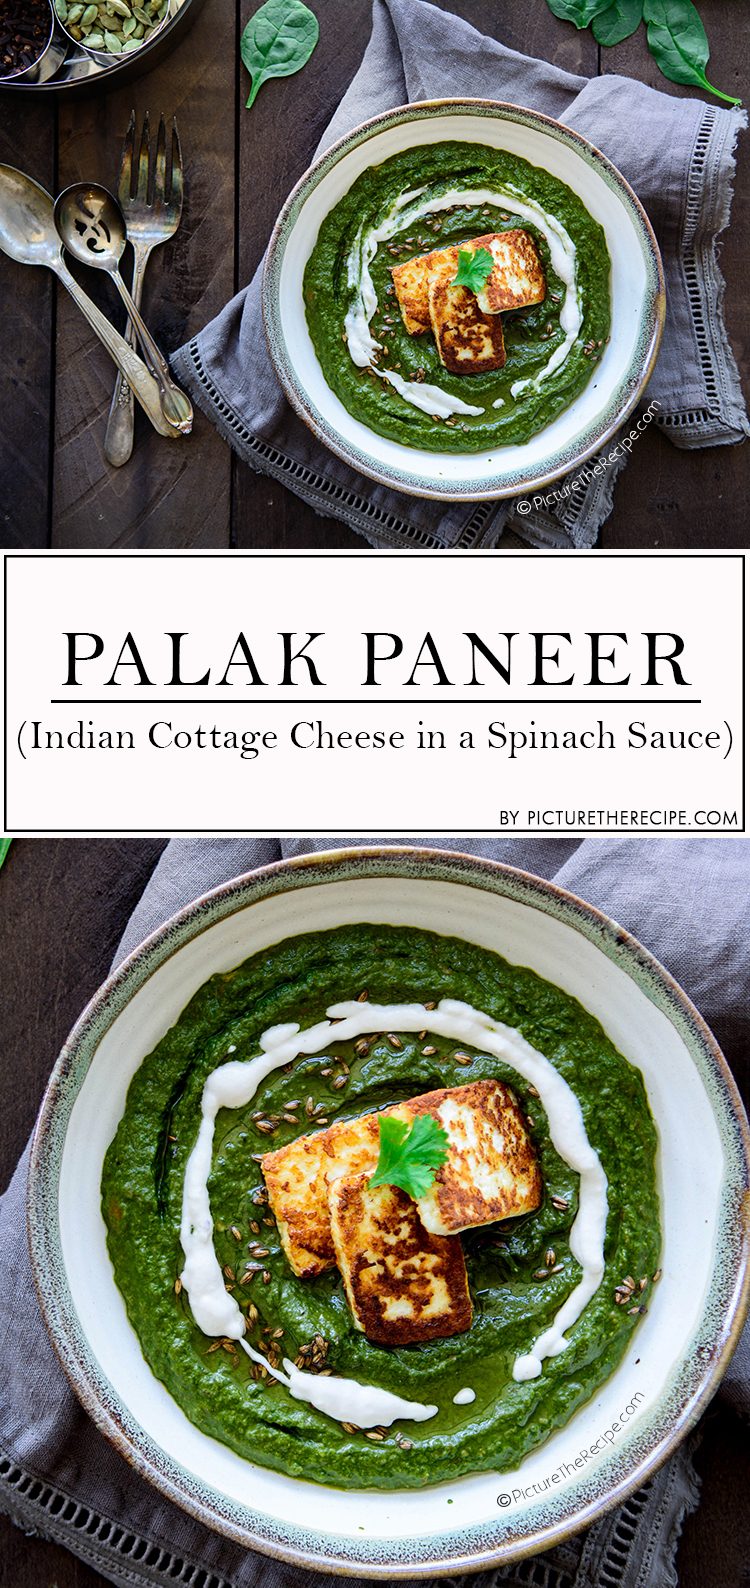 © PictureTheRecipe.com
PALAK PANEER
(Indian Cottage Cheese in a Spinach Sauce)
BY PICTURETHERECIPE.COM
©PictureTheRecipe.com